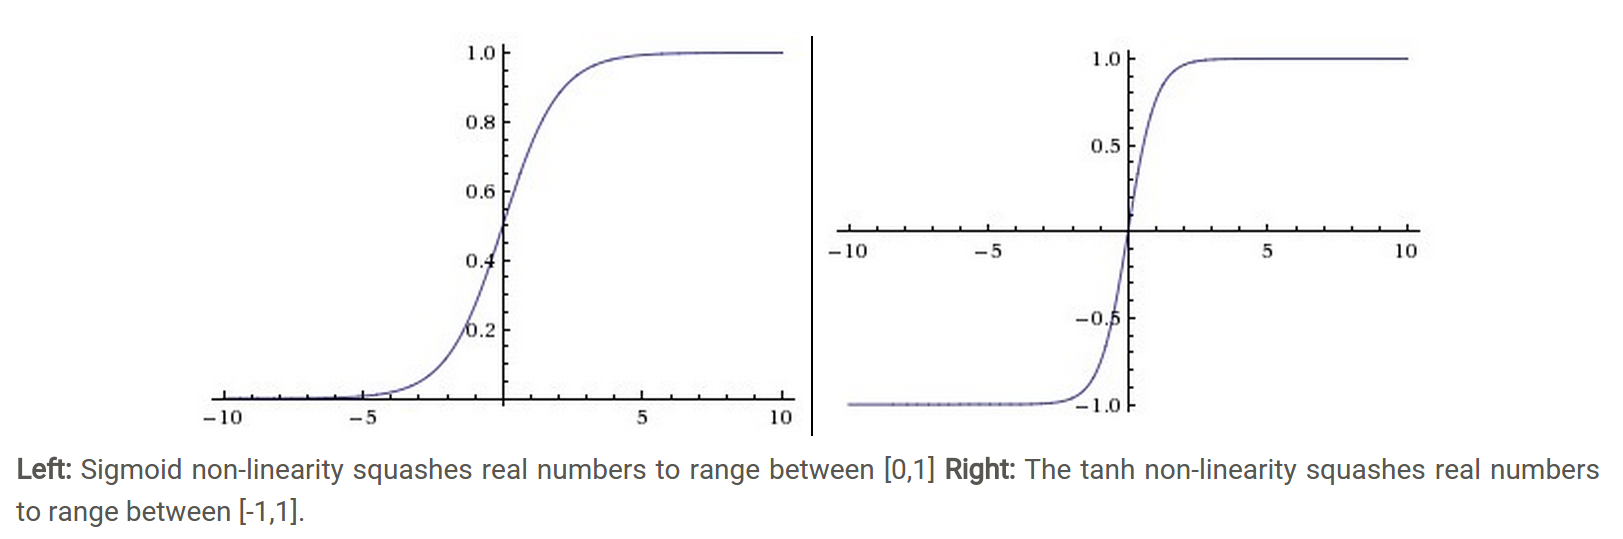 1.0
0.8
0.6
0.4
0.2
−10 −5 5 10
1.0
0.5
−10 −5 5 10
−0.5
−1.0
Left: Sigmoid non-linearity squashes real numbers to range between [0,1] Right: The tanh non-linearity squashes real numbers
to range between [-1,1].